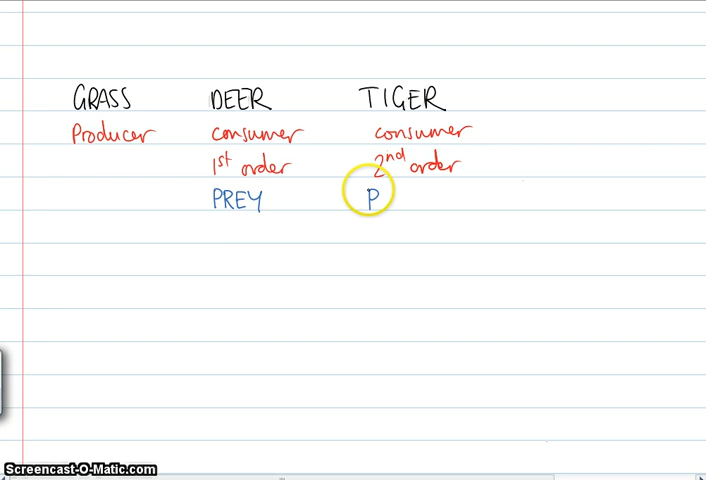 GRASS DEER TIGER
Producer consumer consumer
1st order 2nd order
PREY P
Screencast-O-Matic.com